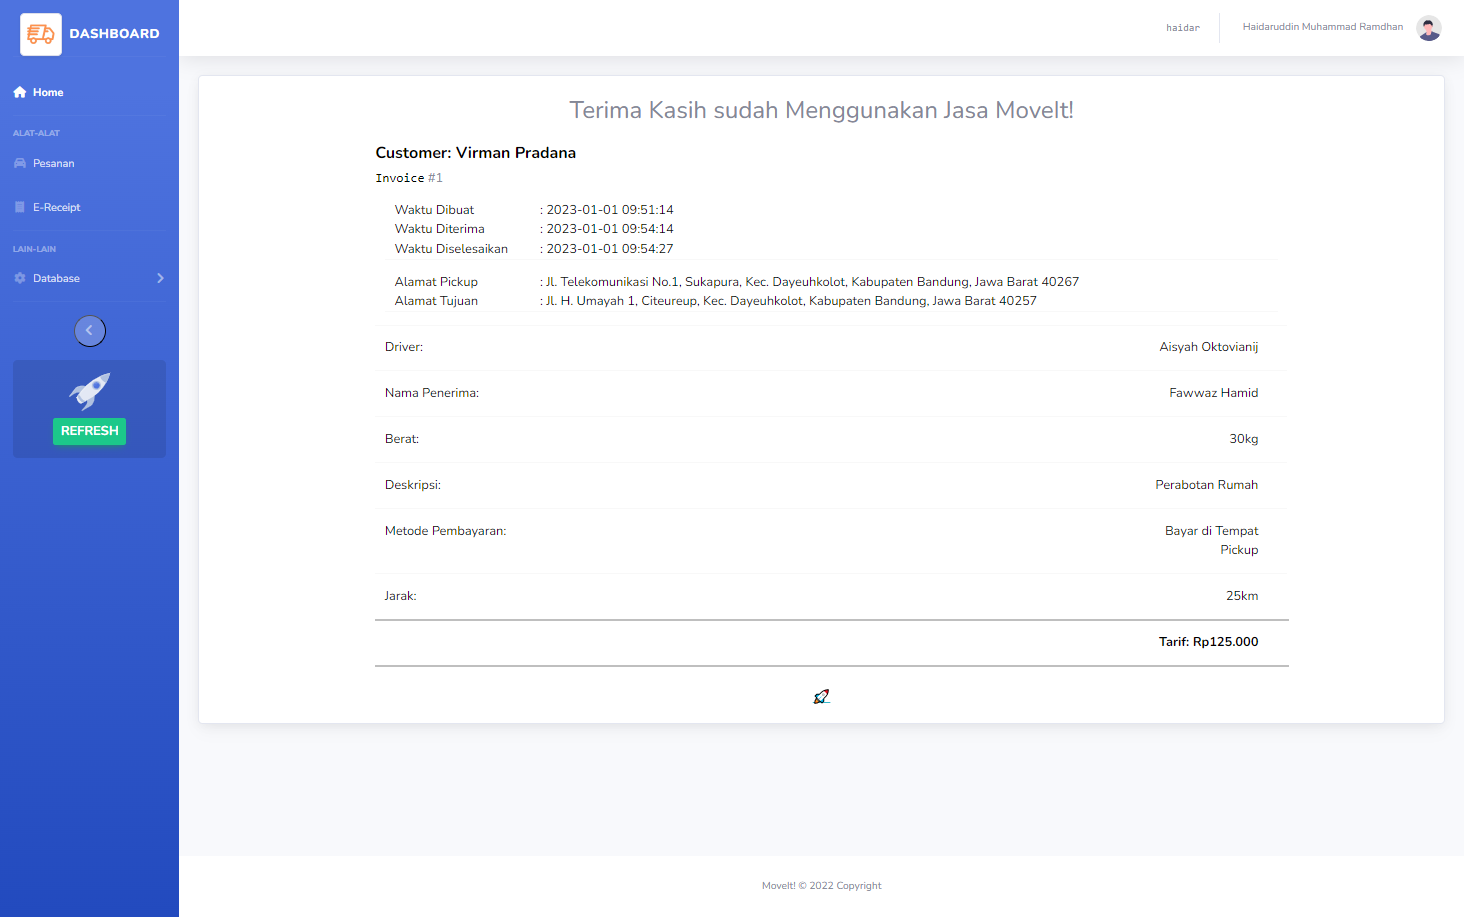 DASHBOARD
haidar
Haidaruddin Muhammad Ramdhan
Home
ALAT-ALAT
Pesanan
E-Receipt
LAIN-LAIN
Database
REFRESH
Terima Kasih sudah Menggunakan Jasa MoveIt!
Customer: Virman Pradana
Invoice #1
Waktu Dibuat : 2023-01-01 09:51:14
Waktu Diterima : 2023-01-01 09:54:14
Waktu Diselesaikan : 2023-01-01 09:54:27
Alamat Pickup : Jl. Telekomunikasi No.1, Sukapura, Kec. Dayeuhkolot, Kabupaten Bandung, Jawa Barat 40267
Alamat Tujuan : Jl. H. Umayah 1, Citeureup, Kec. Dayeuhkolot, Kabupaten Bandung, Jawa Barat 40257
Driver: Aisyah Oktovianij
Nama Penerima: Fawwaz Hamid
Berat: 30kg
Deskripsi: Perabotan Rumah
Metode Pembayaran: Bayar di Tempat
Pickup
Jarak: 25km
Tarif: Rp125.000
MoveIt! © 2022 Copyright